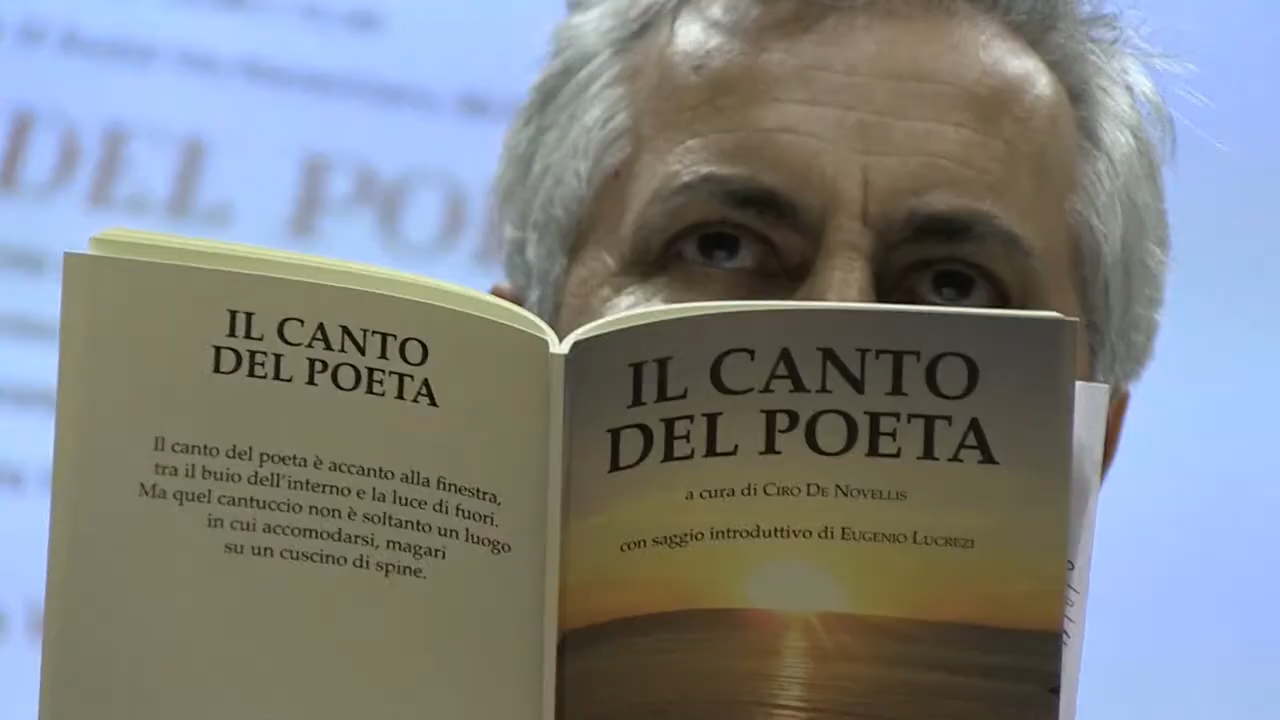 DEL PO
IL CANTO
DEL POETA
Il canto del poeta è accanto alla finestra,
tra il buio dell'interno e la luce di fuori.
Ma quel cantuccio non è soltanto un luogo
in cui accomodarsi, magari
su un cuscino di spine.
IL CANTO
DEL POETA
a cura di CIRO DE NOVELLIS
con saggio introduttivo di EUGENIO LUCREZI